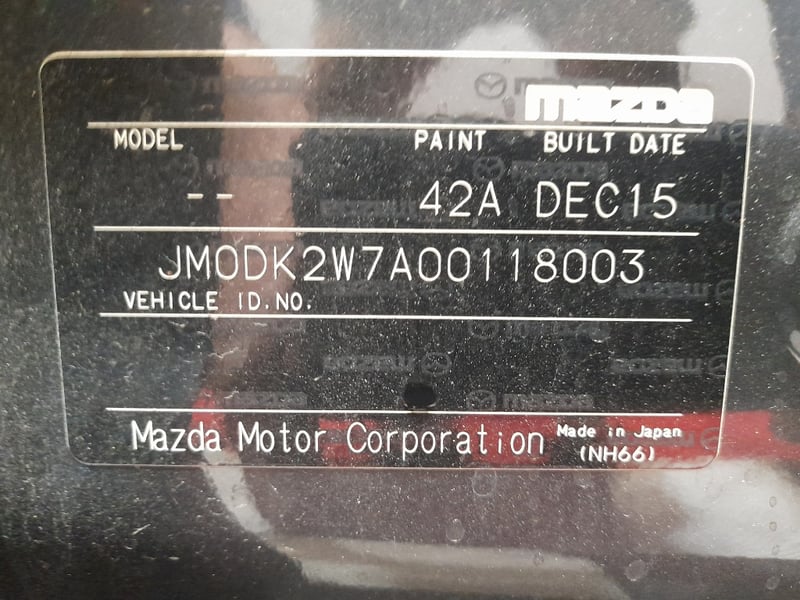 mazda
MODEL PAINT BUILT DATE
-- 42A DEC15
JM0DK2W7A00118003
VEHICLE ID.NO.
Mazda Motor Corporation Made in Japan
(NH66)